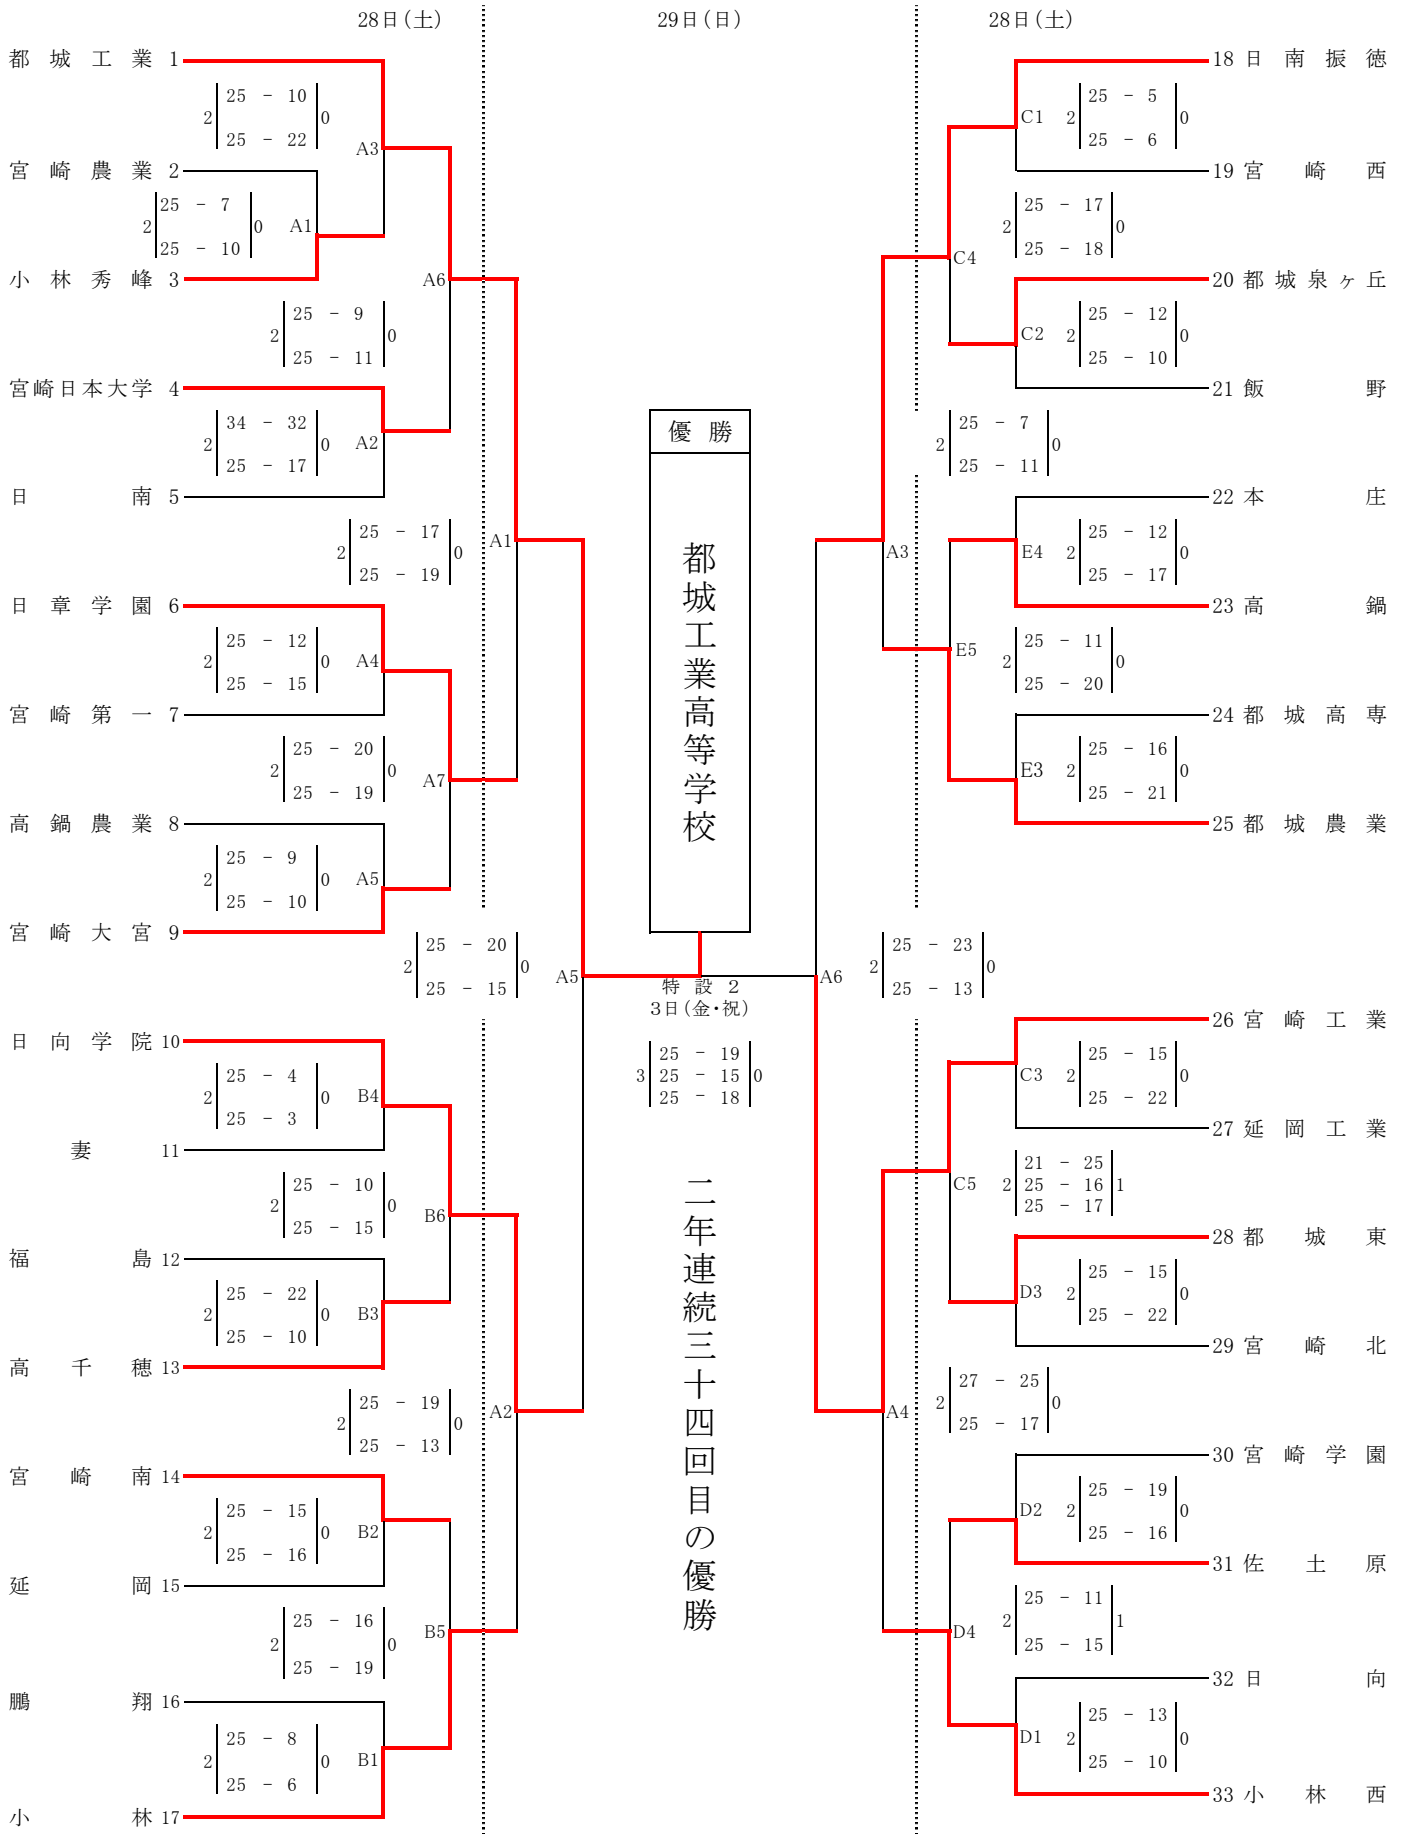 28日(土)
29日(日)
28日(土)
都城工業 1
25 - 10
2 0
25 - 22
A3
宮崎農業 2
25 - 7
2 0
25 - 10
A1
小林秀峰 3
A6
25 - 9
2 0
25 - 11
宮崎日本大学 4
34 - 32
2 0
25 - 17
A2
日南 5
25 - 17
2 0
25 - 19
A1
日章学園 6
25 - 12
2 0
25 - 15
A4
宮崎第一 7
25 - 20
2 0
25 - 19
A7
高鍋農業 8
25 - 9
2 0
25 - 10
A5
宮崎大宮 9
25 - 20
2 0
25 - 15
A5
日向学院 10
25 - 4
2 0
25 - 3
B4
妻 11
25 - 10
2 0
25 - 15
B6
福島 12
25 - 22
2 0
25 - 10
B3
高千穂 13
25 - 19
2 0
25 - 13
A2
宮崎南 14
25 - 15
2 0
25 - 16
B2
延岡 15
25 - 16
2 0
25 - 19
B5
鵬翔 16
25 - 8
2 0
25 - 6
B1
小林 17
優勝
都城工業高等学校
特設2
3日(金・祝)
25 - 19
3 25 - 15 0
25 - 18
二年連続三十四回目の優勝
18 日南振徳
C1
25 - 5
2 0
25 - 6
19 宮崎西
25 - 17
2 0
25 - 18
C4
20 都城泉ヶ丘
C2
25 - 12
2 0
25 - 10
21 飯野
25 - 7
2 0
25 - 11
A3
22 本庄
E4
25 - 12
2 0
25 - 17
23 高鍋
E5
25 - 11
2 0
25 - 20
24 都城高専
E3
25 - 16
2 0
25 - 21
25 都城農業
A6
25 - 23
2 0
25 - 13
26 宮崎工業
C3
25 - 15
2 0
25 - 22
27 延岡工業
C5
21 - 25
2 25 - 16 1
25 - 17
28 都城東
D3
25 - 15
2 0
25 - 22
29 宮崎北
A4
27 - 25
2 0
25 - 17
30 宮崎学園
D2
25 - 19
2 0
25 - 16
31 佐土原
D4
25 - 11
2 1
25 - 15
32 日向
D1
25 - 13
2 0
25 - 10
33 小林西